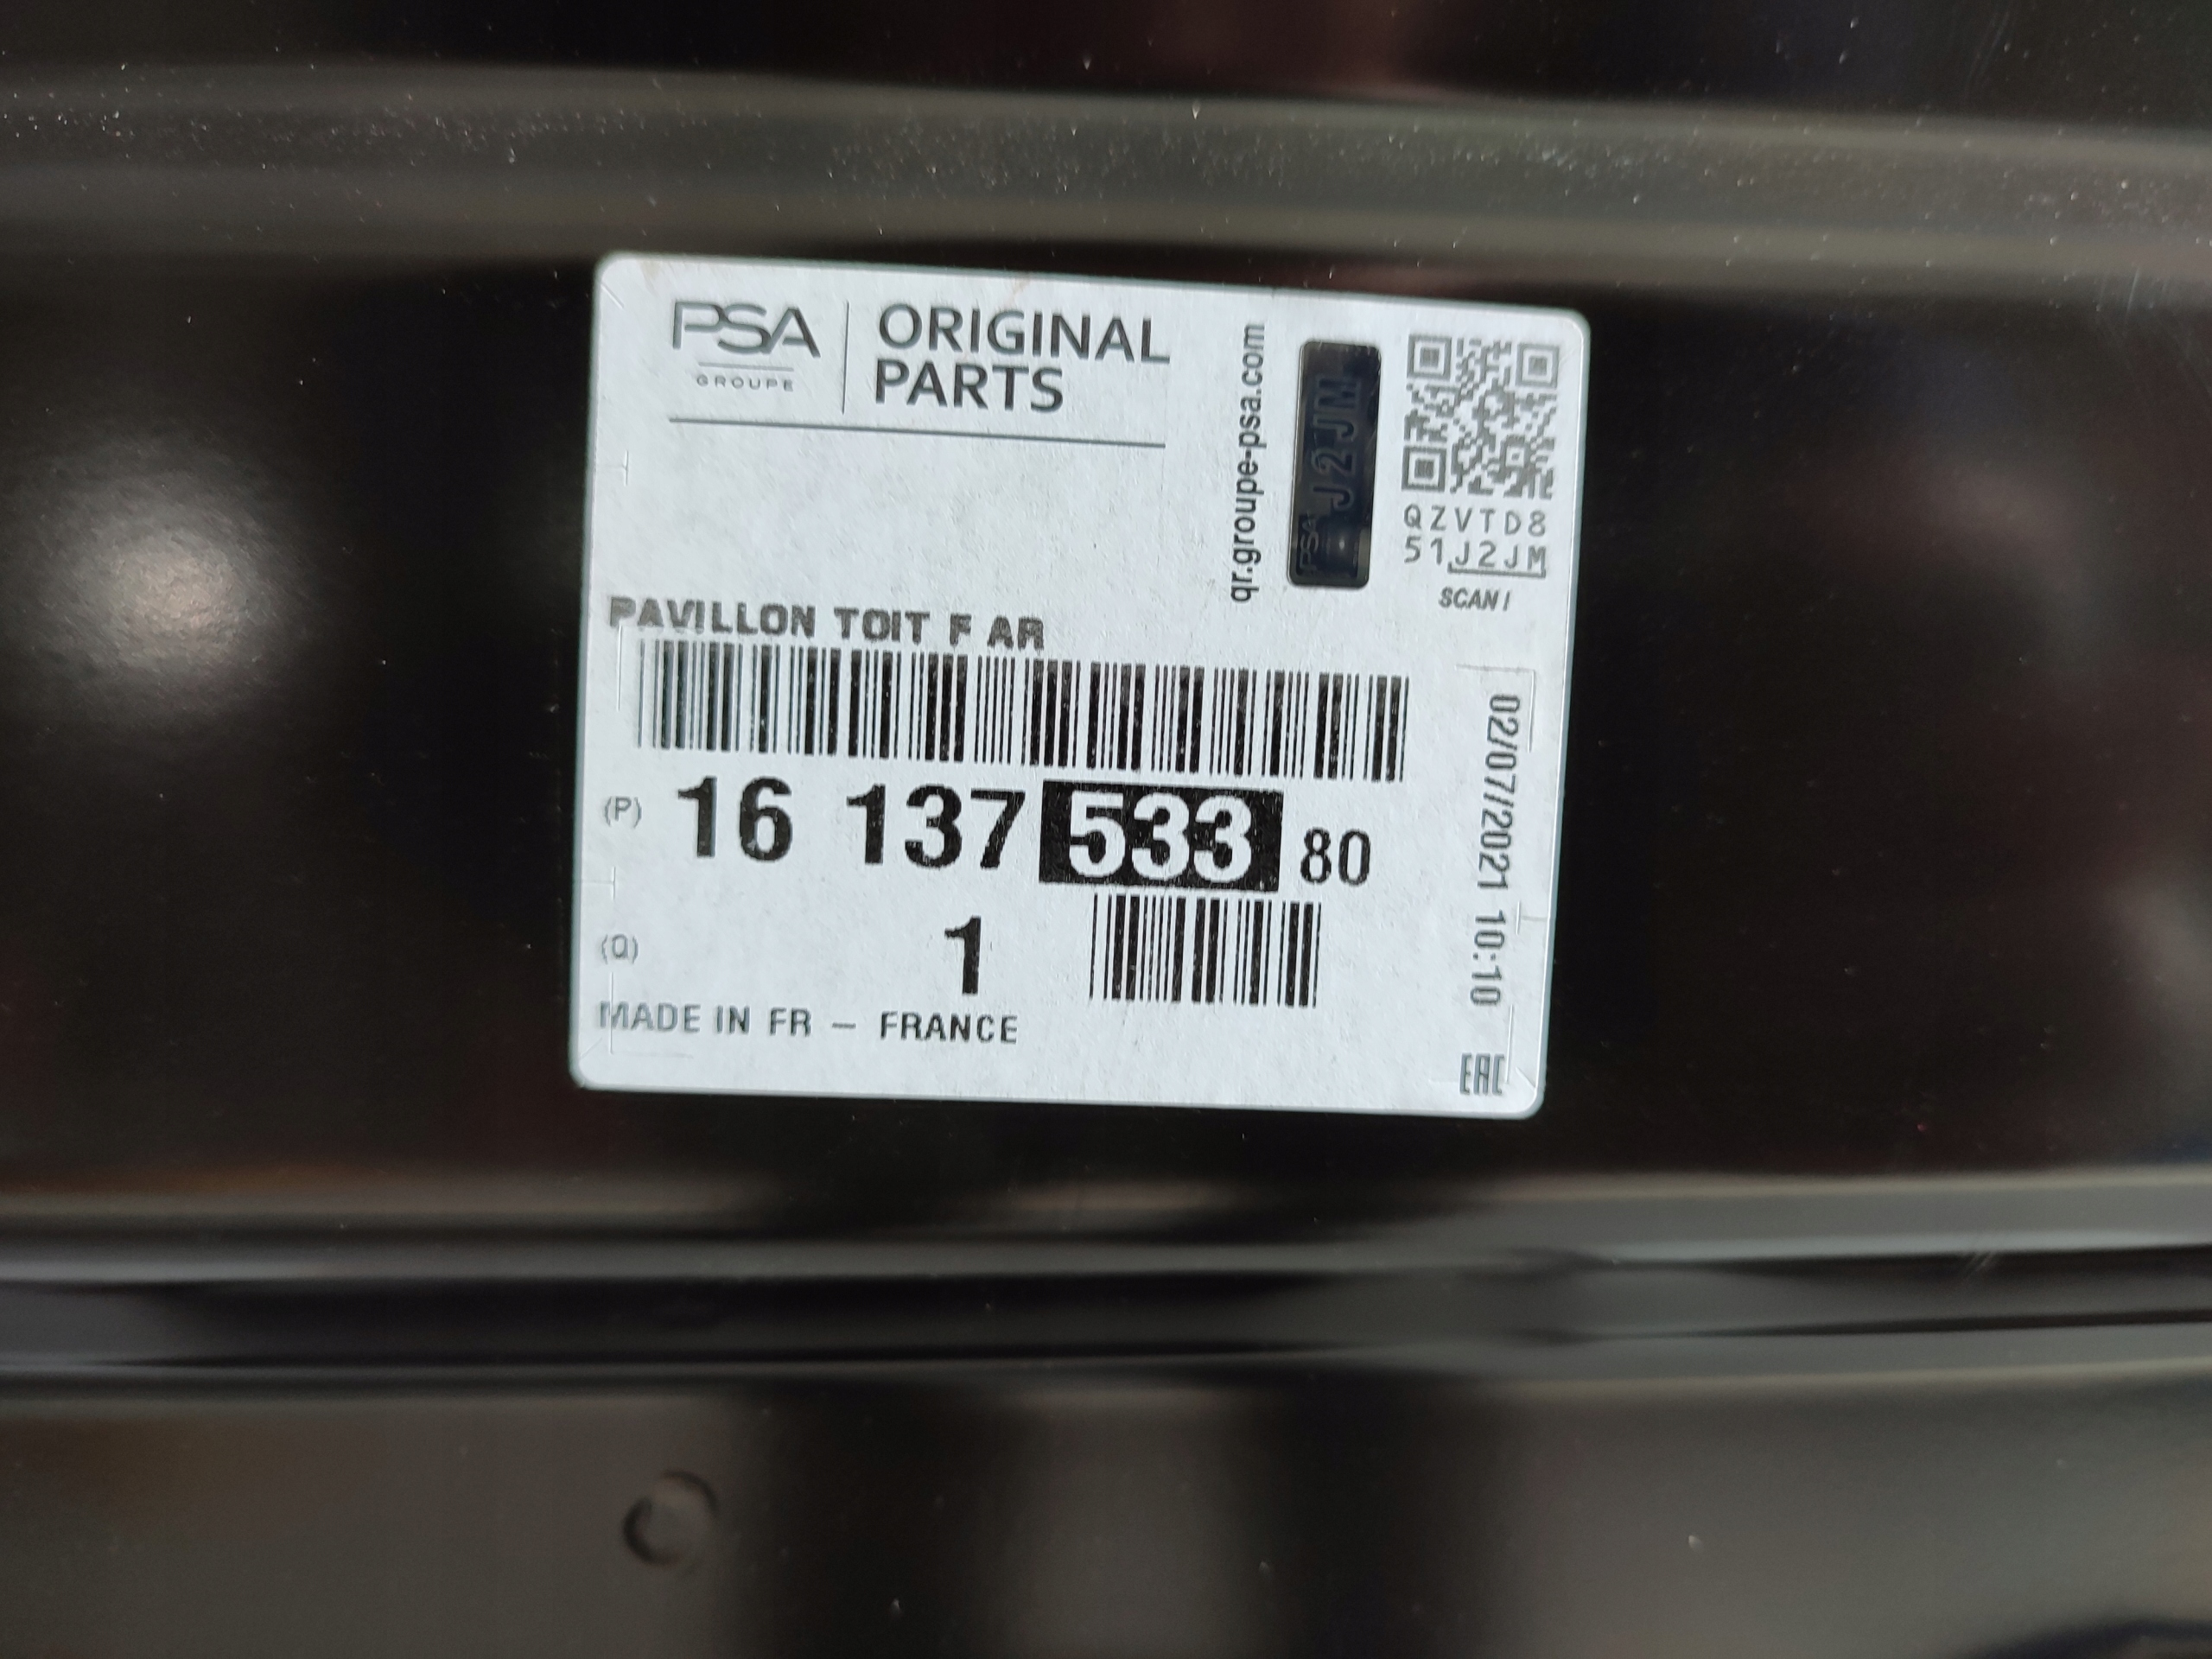 PSA
GROUPE
ORIGINAL
PARTS
qr.groupe-psa.com
PSA J2JM
QZVTD8
51J2JM
SCAN!
PAVILLON TOIT F AR
(P) 16 137 533 80
(Q) 1
MADE IN FR – FRANCE
02/07/2021 10:10
EAC